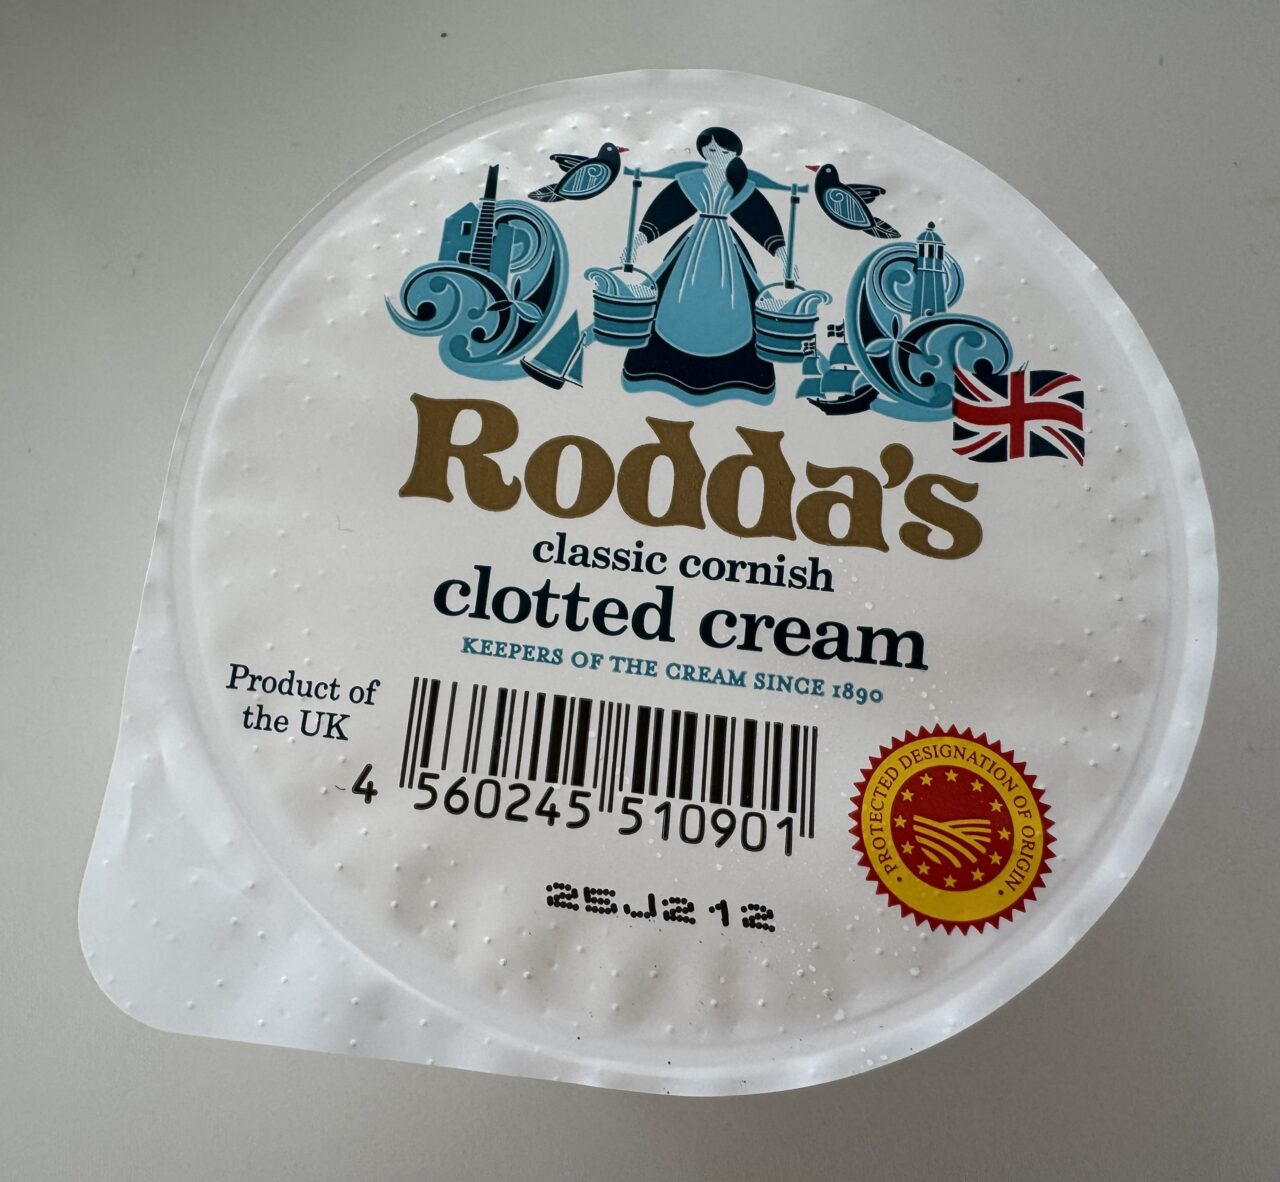 Rodda's
classic cornish
clotted cream
KEEPERS OF THE CREAM SINCE 1890
Product of
the UK
4 560245 510901
PROTECTED DESIGNATION OF ORIGIN
25J212